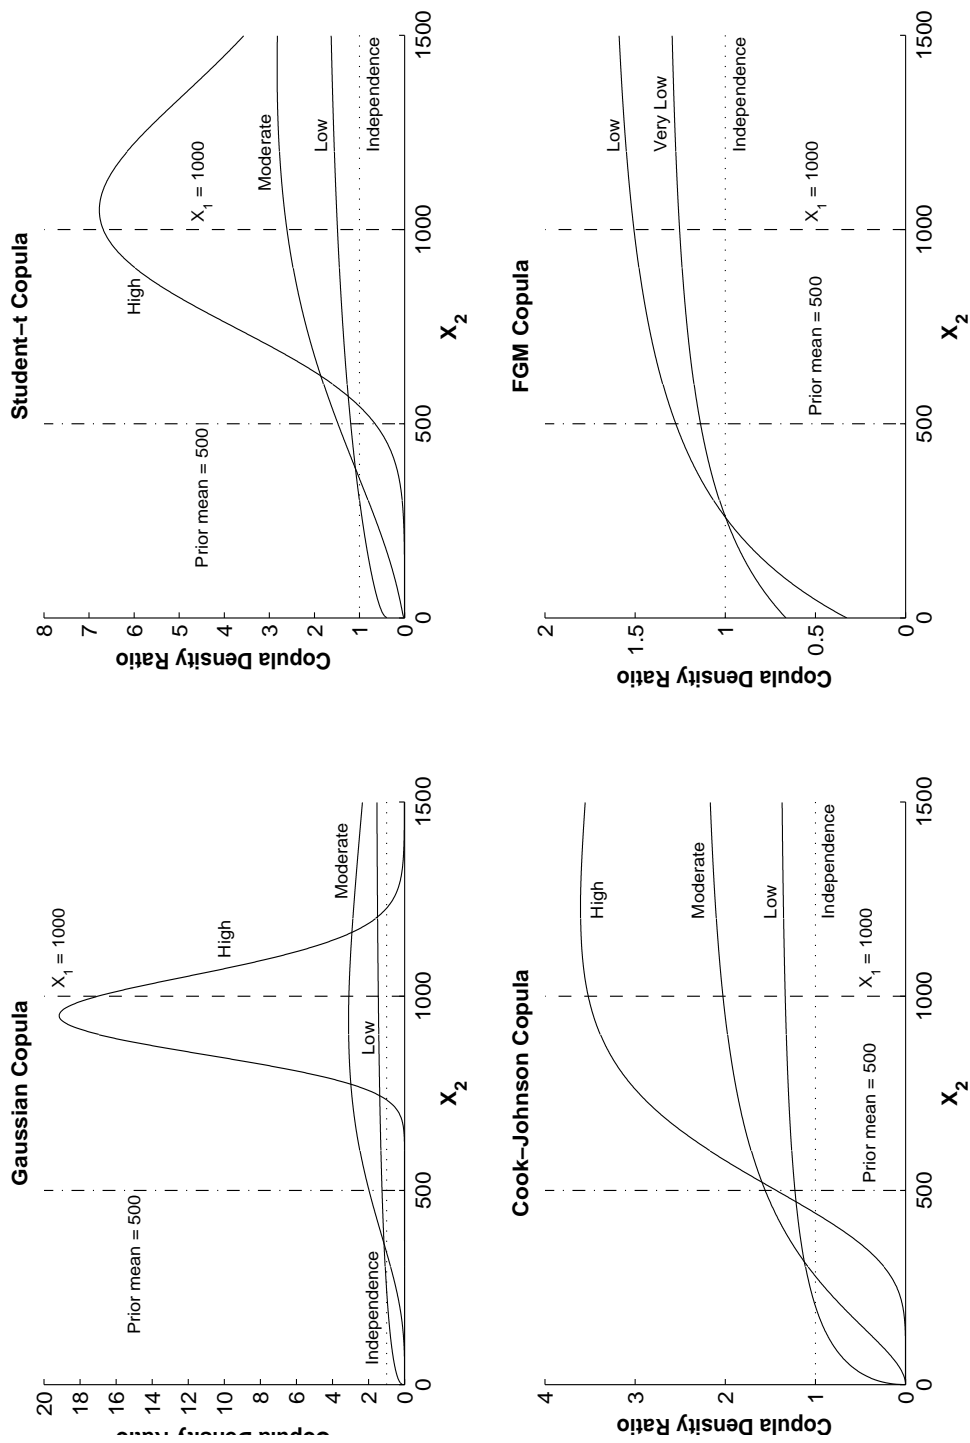 Gaussian Copula
20
18
16
14
12
10
8
6
4
2
0
0
500
1000
1500
Copula Density Ratio
X2
Prior mean = 500
X1 = 1000
High
Moderate
Low
Independence
Student–t Copula
8
7
6
5
4
3
2
1
0
0
500
1000
1500
Copula Density Ratio
X2
Prior mean = 500
X1 = 1000
High
Moderate
Low
Independence
Cook–Johnson Copula
4
3
2
1
0
0
500
1000
1500
Copula Density Ratio
X2
Prior mean = 500
X1 = 1000
High
Moderate
Low
Independence
FGM Copula
2
1.5
1
0.5
0
0
500
1000
1500
Copula Density Ratio
X2
Prior mean = 500
X1 = 1000
Low
Very Low
Independence